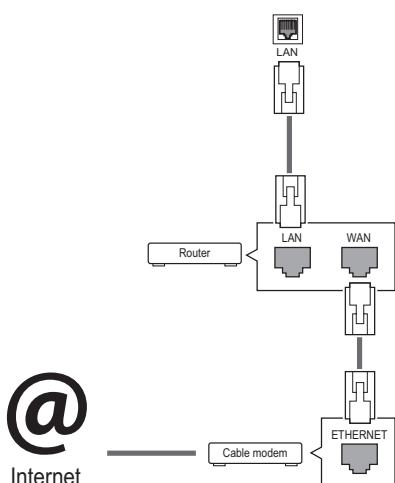 LAN
LAN WAN
Router
ETHERNET
@
Cable modem
Internet